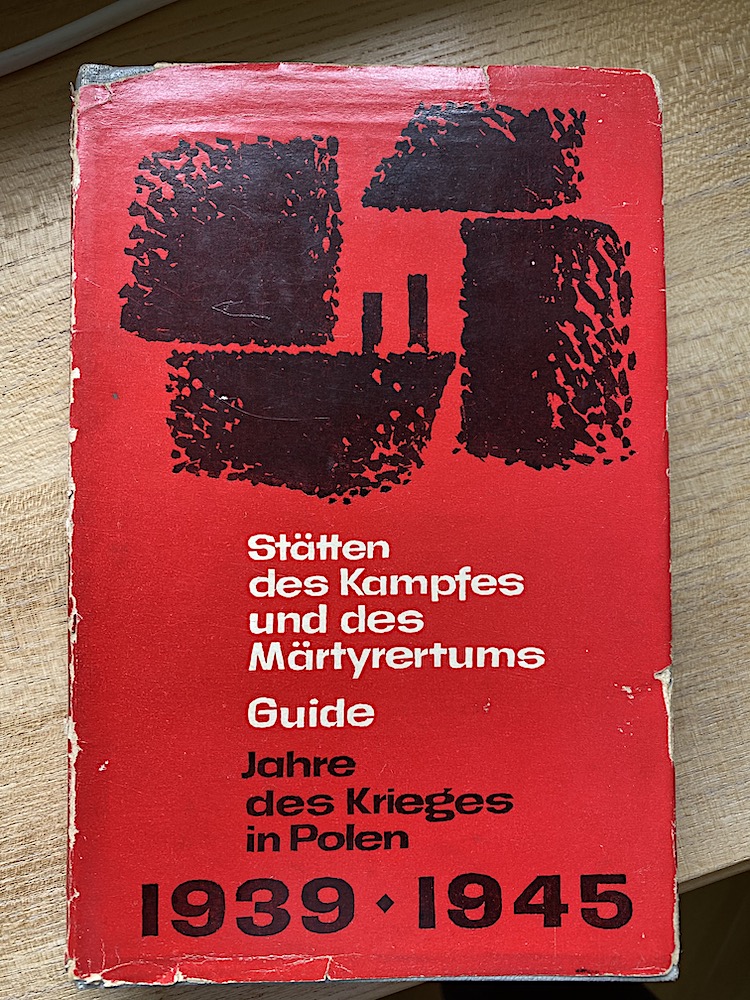 Stätten
des Kampfes
und des
Märtyrertums
Guide
Jahre
des Krieges
in Polen
1939 · 1945